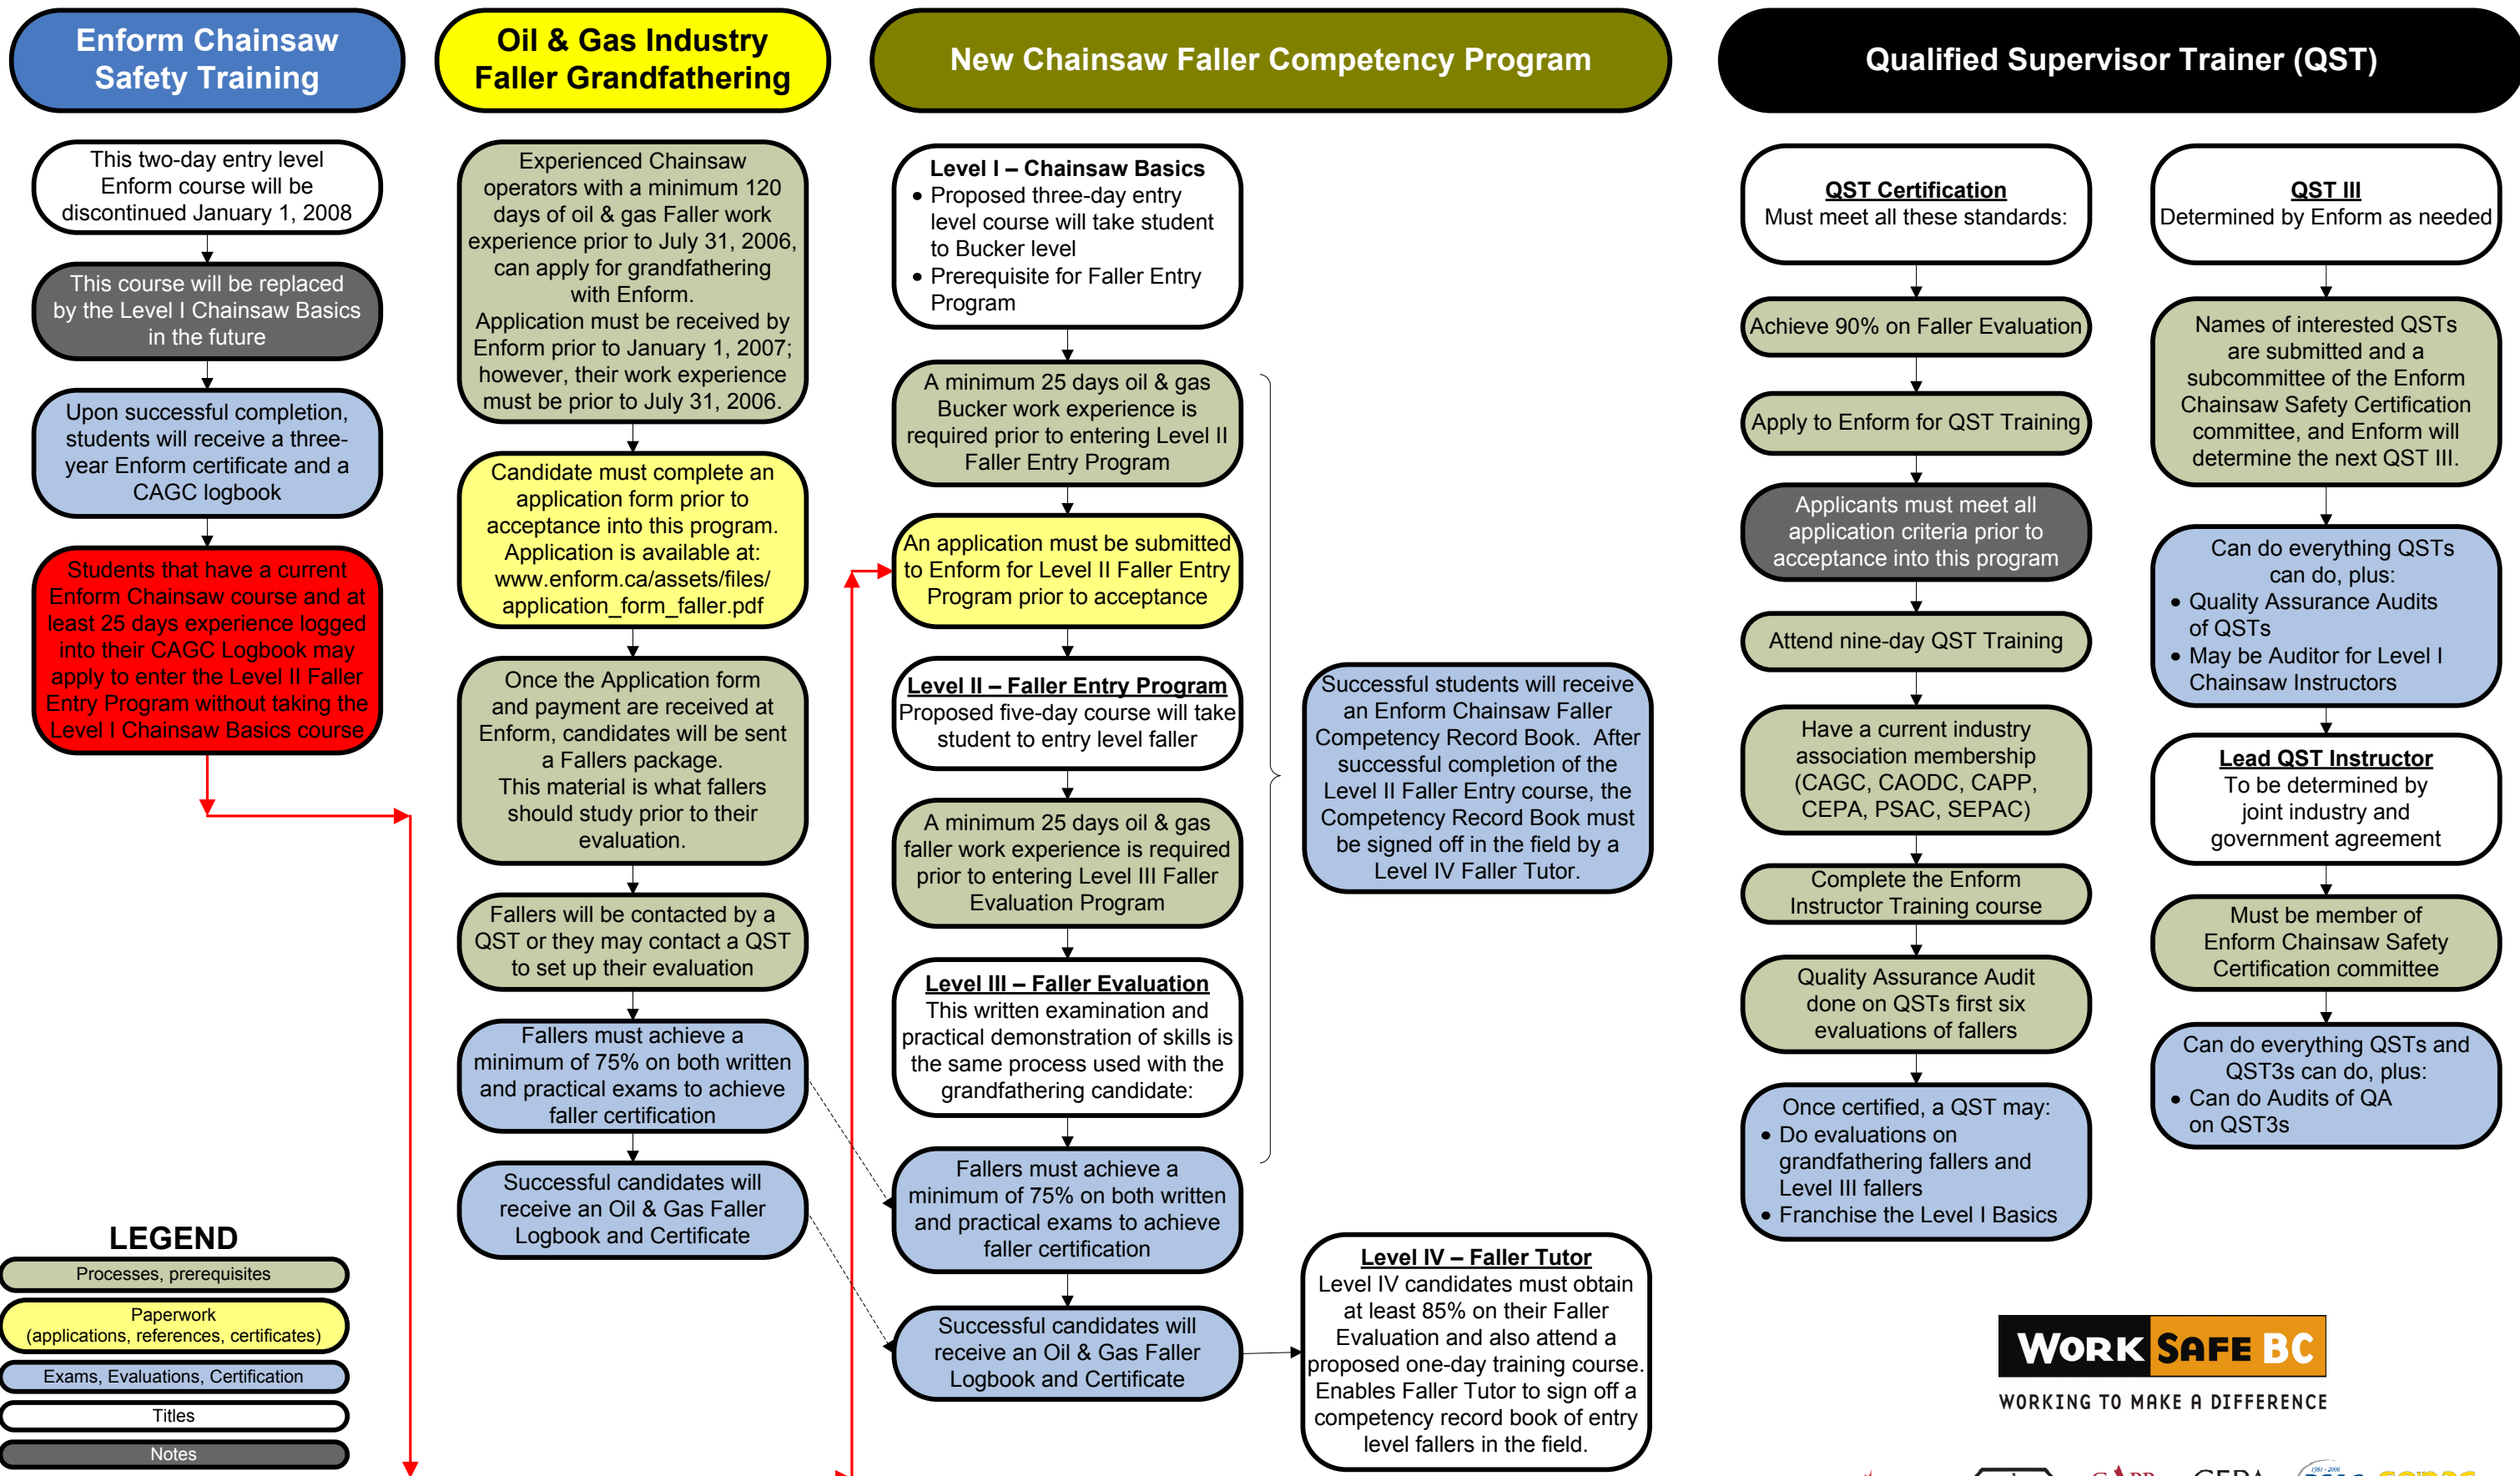 Enform Chainsaw
Safety Training
This two-day entry level
Enform course will be
discontinued January 1, 2008
This course will be replaced
by the Level I Chainsaw Basics
in the future
Upon successful completion,
students will receive a three-
year Enform certificate and a
CAGC logbook
Students that have a current
Enform Chainsaw course and at
least 25 days experience logged
into their CAGC Logbook may
apply to enter the Level II Faller
Entry Program without taking the
Level I Chainsaw Basics course
LEGEND
Processes, prerequisites
Paperwork
(applications, references, certificates)
Exams, Evaluations, Certification
Titles
Notes
Oil & Gas Industry
Faller Grandfathering
Experienced Chainsaw
operators with a minimum 120
days of oil & gas Faller work
experience prior to July 31, 2006,
can apply for grandfathering
with Enform.
Application must be received by
Enform prior to January 1, 2007;
however, their work experience
must be prior to July 31, 2006.
Candidate must complete an
application form prior to
acceptance into this program.
Application is available at:
www.enform.ca/assets/files/
application_form_faller.pdf
Once the Application form
and payment are received at
Enform, candidates will be sent
a Fallers package.
This material is what fallers
should study prior to their
evaluation.
Fallers will be contacted by a
QST or they may contact a QST
to set up their evaluation
Fallers must achieve a
minimum of 75% on both written
and practical exams to achieve
faller certification
Successful candidates will
receive an Oil & Gas Faller
Logbook and Certificate
New Chainsaw Faller Competency Program
Level I – Chainsaw Basics
• Proposed three-day entry
level course will take student
to Bucker level
• Prerequisite for Faller Entry
Program
A minimum 25 days oil & gas
Bucker work experience is
required prior to entering Level II
Faller Entry Program
An application must be submitted
to Enform for Level II Faller Entry
Program prior to acceptance
Level II – Faller Entry Program
Proposed five-day course will take
student to entry level faller
A minimum 25 days oil & gas
faller work experience is required
prior to entering Level III Faller
Evaluation Program
Level III – Faller Evaluation
This written examination and
practical demonstration of skills is
the same process used with the
grandfathering candidate:
Fallers must achieve a
minimum of 75% on both written
and practical exams to achieve
faller certification
Successful candidates will
receive an Oil & Gas Faller
Logbook and Certificate
Successful students will receive
an Enform Chainsaw Faller
Competency Record Book. After
successful completion of the
Level II Faller Entry course, the
Competency Record Book must
be signed off in the field by a
Level IV Faller Tutor.
Level IV – Faller Tutor
Level IV candidates must obtain
at least 85% on their Faller
Evaluation and also attend a
proposed one-day training course.
Enables Faller Tutor to sign off a
competency record book of entry
level fallers in the field.
Qualified Supervisor Trainer (QST)
QST Certification
Must meet all these standards:
Achieve 90% on Faller Evaluation
Apply to Enform for QST Training
Applicants must meet all
application criteria prior to
acceptance into this program
Attend nine-day QST Training
Have a current industry
association membership
(CAGC, CAODC, CAPP,
CEPA, PSAC, SEPAC)
Complete the Enform
Instructor Training course
Quality Assurance Audit
done on QSTs first six
evaluations of fallers
Once certified, a QST may:
• Do evaluations on
grandfathering fallers and
Level III fallers
• Franchise the Level I Basics
QST III
Determined by Enform as needed
Names of interested QSTs
are submitted and a
subcommittee of the Enform
Chainsaw Safety Certification
committee, and Enform will
determine the next QST III.
Can do everything QSTs
can do, plus:
• Quality Assurance Audits
of QSTs
• May be Auditor for Level I
Chainsaw Instructors
Lead QST Instructor
To be determined by
joint industry and
government agreement
Must be member of
Enform Chainsaw Safety
Certification committee
Can do everything QSTs and
QST3s can do, plus:
• Can do Audits of QA
on QST3s
WORK SAFE BC
WORKING TO MAKE A DIFFERENCE